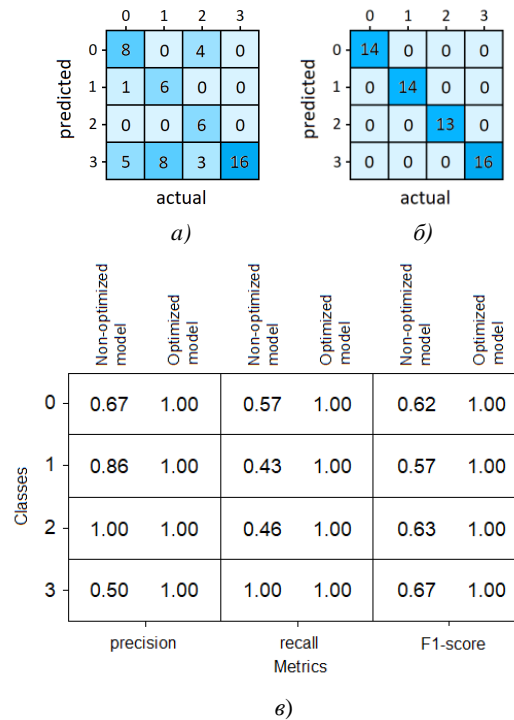 0 1 2 3
0 8 0 4 0
1 1 6 0 0
2 0 0 6 0
3 5 8 3 16
predicted
actual
а)
0 1 2 3
0 14 0 0 0
1 0 14 0 0
2 0 0 13 0
3 0 0 0 16
predicted
actual
б)
Non-optimized
model
Optimized
model
Non-optimized
model
Optimized
model
Non-optimized
model
Optimized
model
Classes
0 0.67 1.00 0.57 1.00 0.62 1.00
1 0.86 1.00 0.43 1.00 0.57 1.00
2 1.00 1.00 0.46 1.00 0.63 1.00
3 0.50 1.00 1.00 1.00 0.67 1.00
precision recall F1-score
Metrics
в)